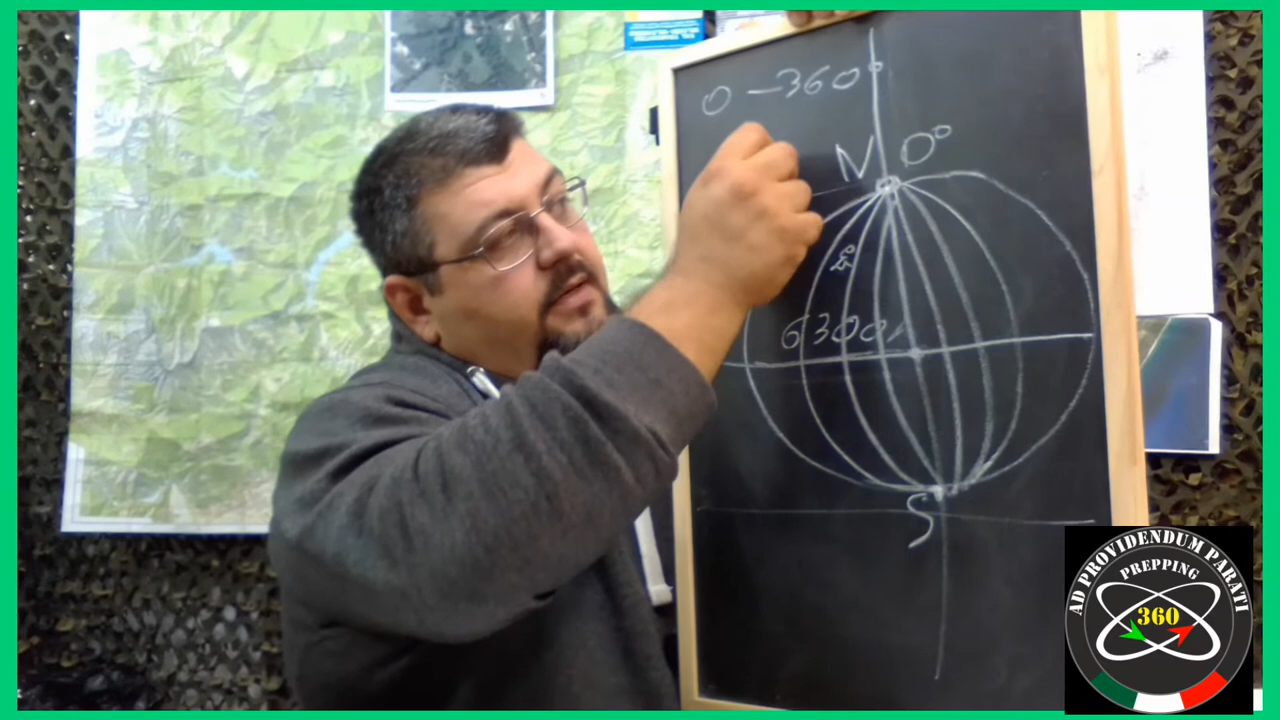 0 - 360°
N 0°
6300
S
AD PROVIDENDUM PARATI
PREPPING
360